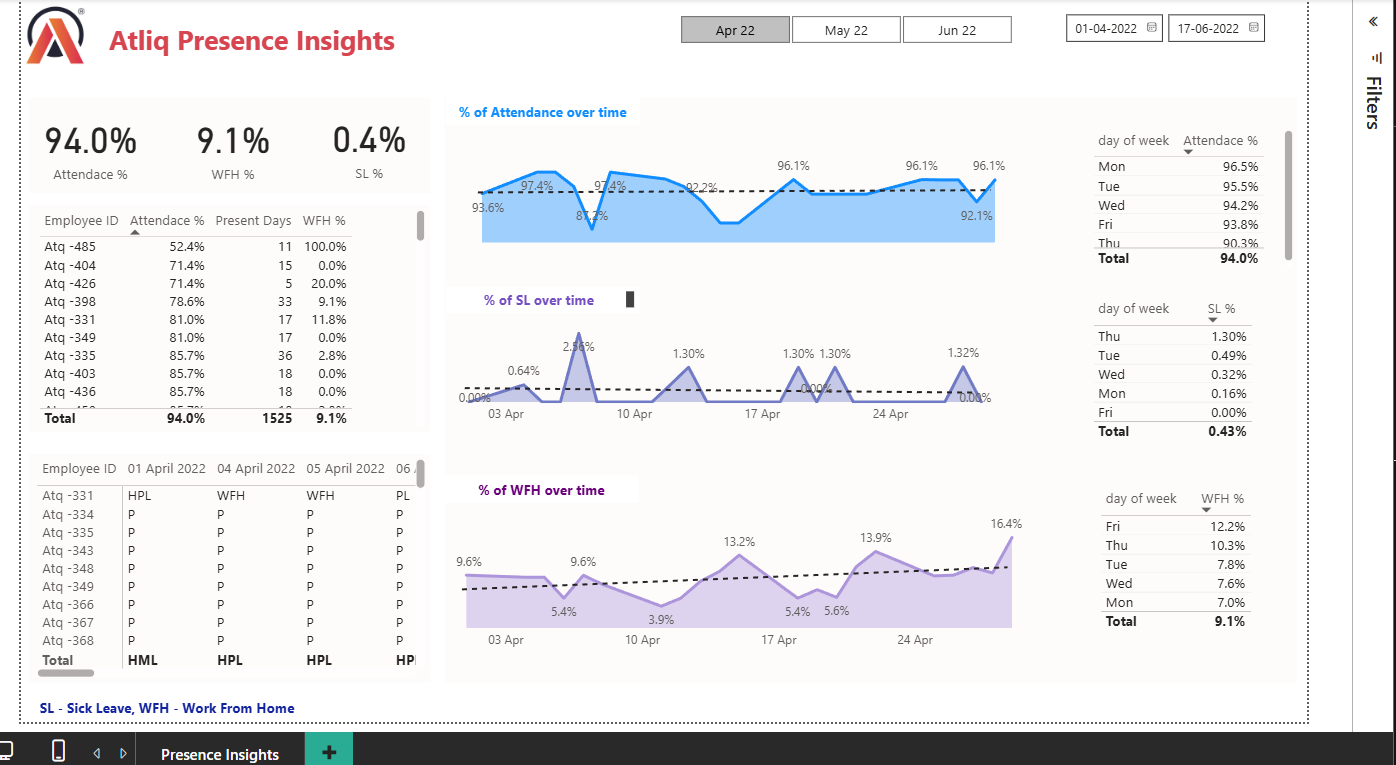 Atliq Presence Insights
®
Apr 22
May 22
Jun 22
01-04-2022
17-06-2022
Filters
94.0%
9.1%
0.4%
Attendace %
WFH %
SL %
Employee ID Attendace % Present Days WFH %
Atq -485 52.4% 11 100.0%
Atq -404 71.4% 15 0.0%
Atq -426 71.4% 5 20.0%
Atq -398 78.6% 33 9.1%
Atq -331 81.0% 17 11.8%
Atq -349 81.0% 17 0.0%
Atq -335 85.7% 36 2.8%
Atq -403 85.7% 18 0.0%
Atq -436 85.7% 18 0.0%
Total 94.0% 1525 9.1%
Employee ID 01 April 2022 04 April 2022 05 April 2022 06
Atq -331 HPL WFH WFH PL
Atq -334 P P P P
Atq -335 P P P P
Atq -343 P P P P
Atq -348 P P P P
Atq -349 P P P P
Atq -366 P P P P
Atq -367 P P P P
Atq -368 P P P P
Total HML HPL HPL HP
SL - Sick Leave, WFH - Work From Home
% of Attendance over time
93.6%
97.4%
87.2%
97.4%
92.2%
96.1%
96.1%
92.1%
96.1%
day of week Attendace %
Mon 96.5%
Tue 95.5%
Wed 94.2%
Fri 93.8%
Thu 90.3%
Total 94.0%
% of SL over time
0.00%
0.64%
2.56%
1.30%
1.30%
0.00%
1.30%
1.32%
0.00%
03 Apr 10 Apr 17 Apr 24 Apr
day of week SL %
Thu 1.30%
Tue 0.49%
Wed 0.32%
Mon 0.16%
Fri 0.00%
Total 0.43%
% of WFH over time
9.6%
5.4%
9.6%
3.9%
13.2%
5.4%
5.6%
13.9%
16.4%
03 Apr 10 Apr 17 Apr 24 Apr
day of week WFH %
Fri 12.2%
Thu 10.3%
Tue 7.8%
Wed 7.6%
Mon 7.0%
Total 9.1%
Presence Insights